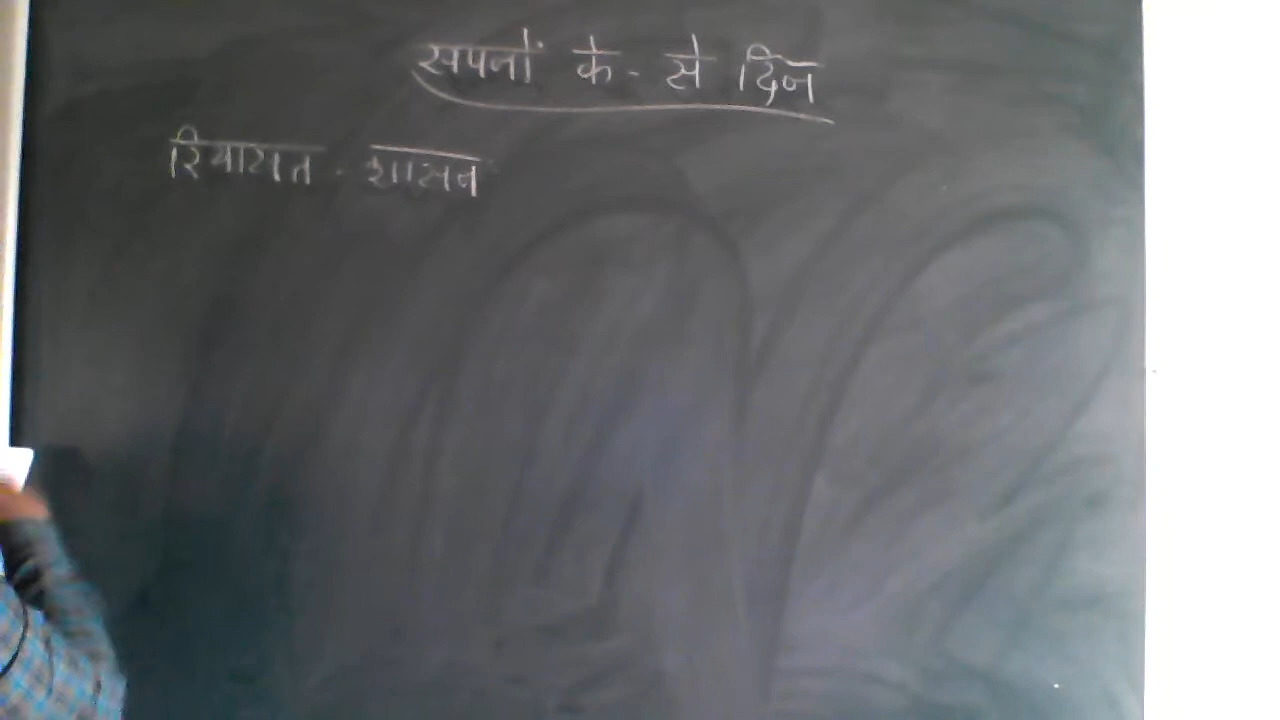 सपनों के - से दिन
रियासत - शासन